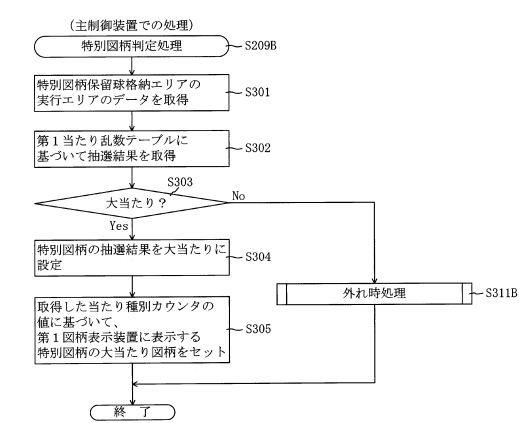 (主制御装置での処理)
特別図柄判定処理
S209B
特別図柄保留球格納エリアの
実行エリアのデータを取得
S301
第1当たり乱数テーブルに
基づいて抽選結果を取得
S302
S303
大当たり?
No
Yes
特別図柄の抽選結果を大当たりに
設定
S304
外れ時処理
S311B
取得した当たり種別カウンタの
値に基づいて、
第1図柄表示装置に表示する
特別図柄の大当たり図柄をセット
S305
終 了